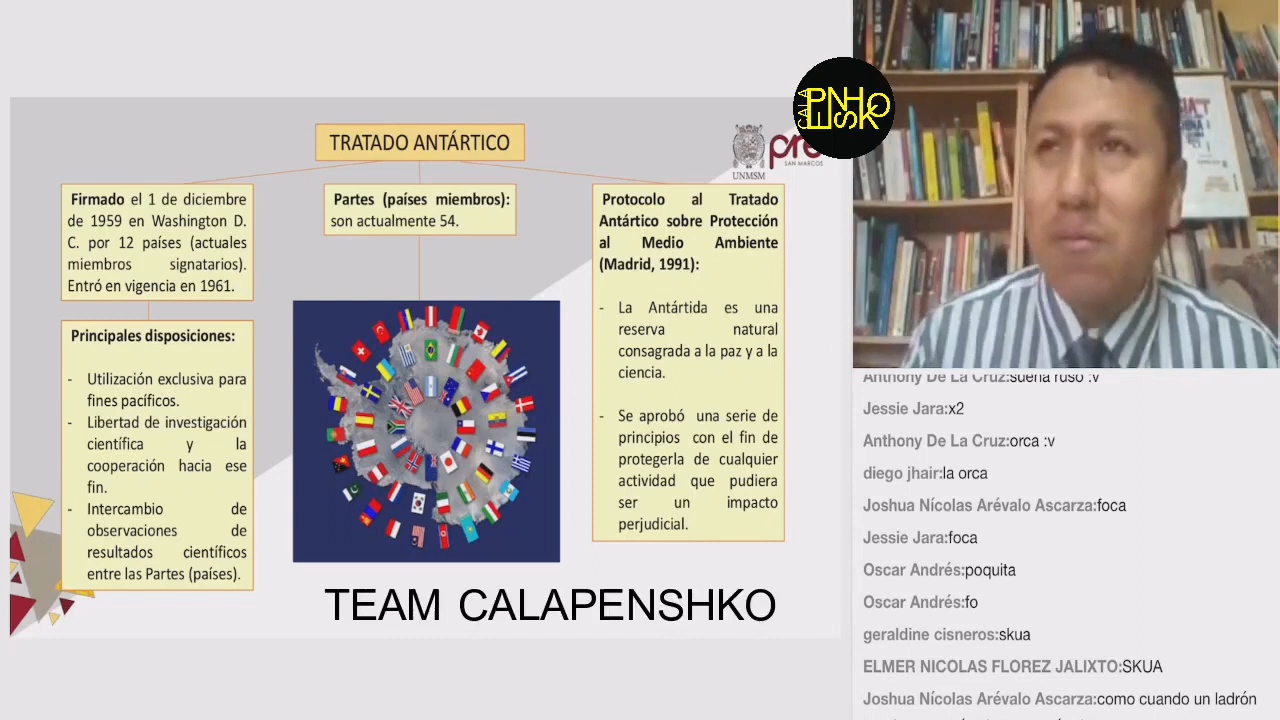 TRATADO ANTÁRTICO
Firmado el 1 de diciembre
de 1959 en Washington D.
C. por 12 países (actuales
miembros signatarios).
Entró en vigencia en 1961.
Principales disposiciones:
- Utilización exclusiva para
fines pacíficos.
- Libertad de investigación
científica y la
cooperación hacia ese
fin.
- Intercambio de
observaciones de
resultados científicos
entre las Partes (países).
Partes (países miembros):
son actualmente 54.
Protocolo al Tratado
Antártico sobre Protección
al Medio Ambiente
(Madrid, 1991):
- La Antártida es una
reserva natural
consagrada a la paz y a la
ciencia.
- Se aprobó una serie de
principios con el fin de
protegerla de cualquier
actividad que pudiera
ser un impacto
perjudicial.
UNMSM
SAN MARCOS
TEAM CALAPENSHKO
Anthony De La Cruz:suena ruso :v
Jessie Jara:x2
Anthony De La Cruz:orca :v
diego jhair:la orca
Joshua Nícolas Arévalo Ascarza:foca
Jessie Jara:foca
Oscar Andrés:poquita
Oscar Andrés:fo
geraldine cisneros:skua
ELMER NICOLAS FLOREZ JALIXTO:SKUA
Joshua Nícolas Arévalo Ascarza:como cuando un ladrón